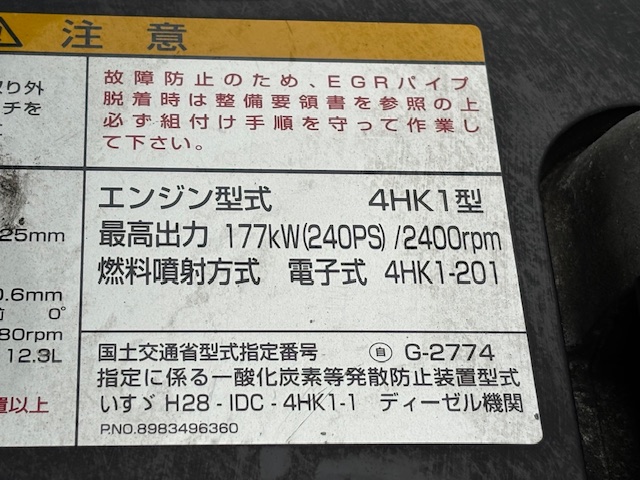 注意
り外
チを
故障防止のため、EGRパイプ
脱着時は整備要領書を参照の上
必ず組付け手順を守って作業し
て下さい。
エンジン型式 4HK1型
25mm
最高出力 177kW(240PS)/2400rpm
燃料噴射方式 電子式 4HK1-201
0.6mm
0°
80rpm
12.3L
国土交通省型式指定番号 自 G-2774
指定に係る一酸化炭素等発散防止装置型式
以上
いすゞ H28-IDC-4HK1-1 ディーゼル機関
P.NO.8983496360